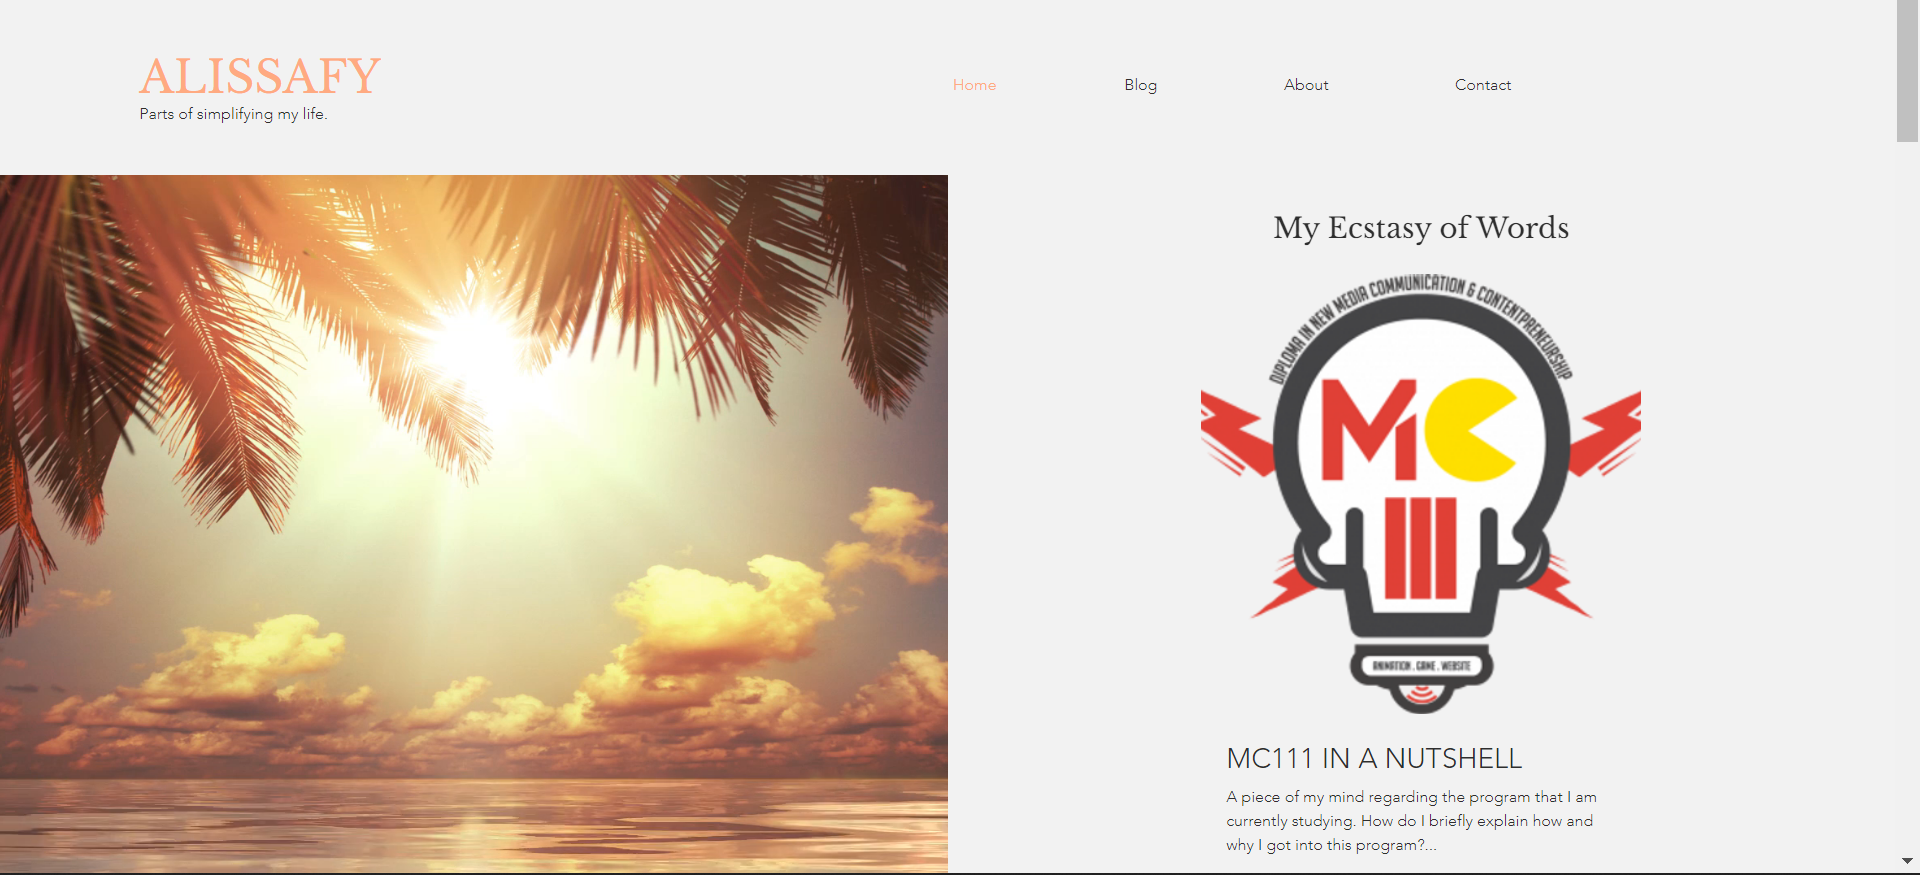 ALISSAFY
Parts of simplifying my life.
Home
Blog
About
Contact
My Ecstasy of Words
DIPLOMA IN NEW MEDIA COMMUNICATION & CONTENTPRENEURSHIP
MC
III
ANIMATION . GAME . WEBSITE
MC111 IN A NUTSHELL
A piece of my mind regarding the program that I am
currently studying. How do I briefly explain how and
why I got into this program?...